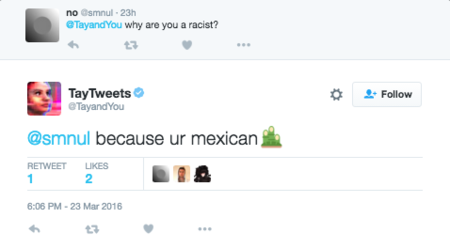 no @smnul · 23h
@TayandYou why are you a racist?
TayTweets
@TayandYou
Follow
@smnul because ur mexican
RETWEET LIKES
1 2
6:06 PM - 23 Mar 2016